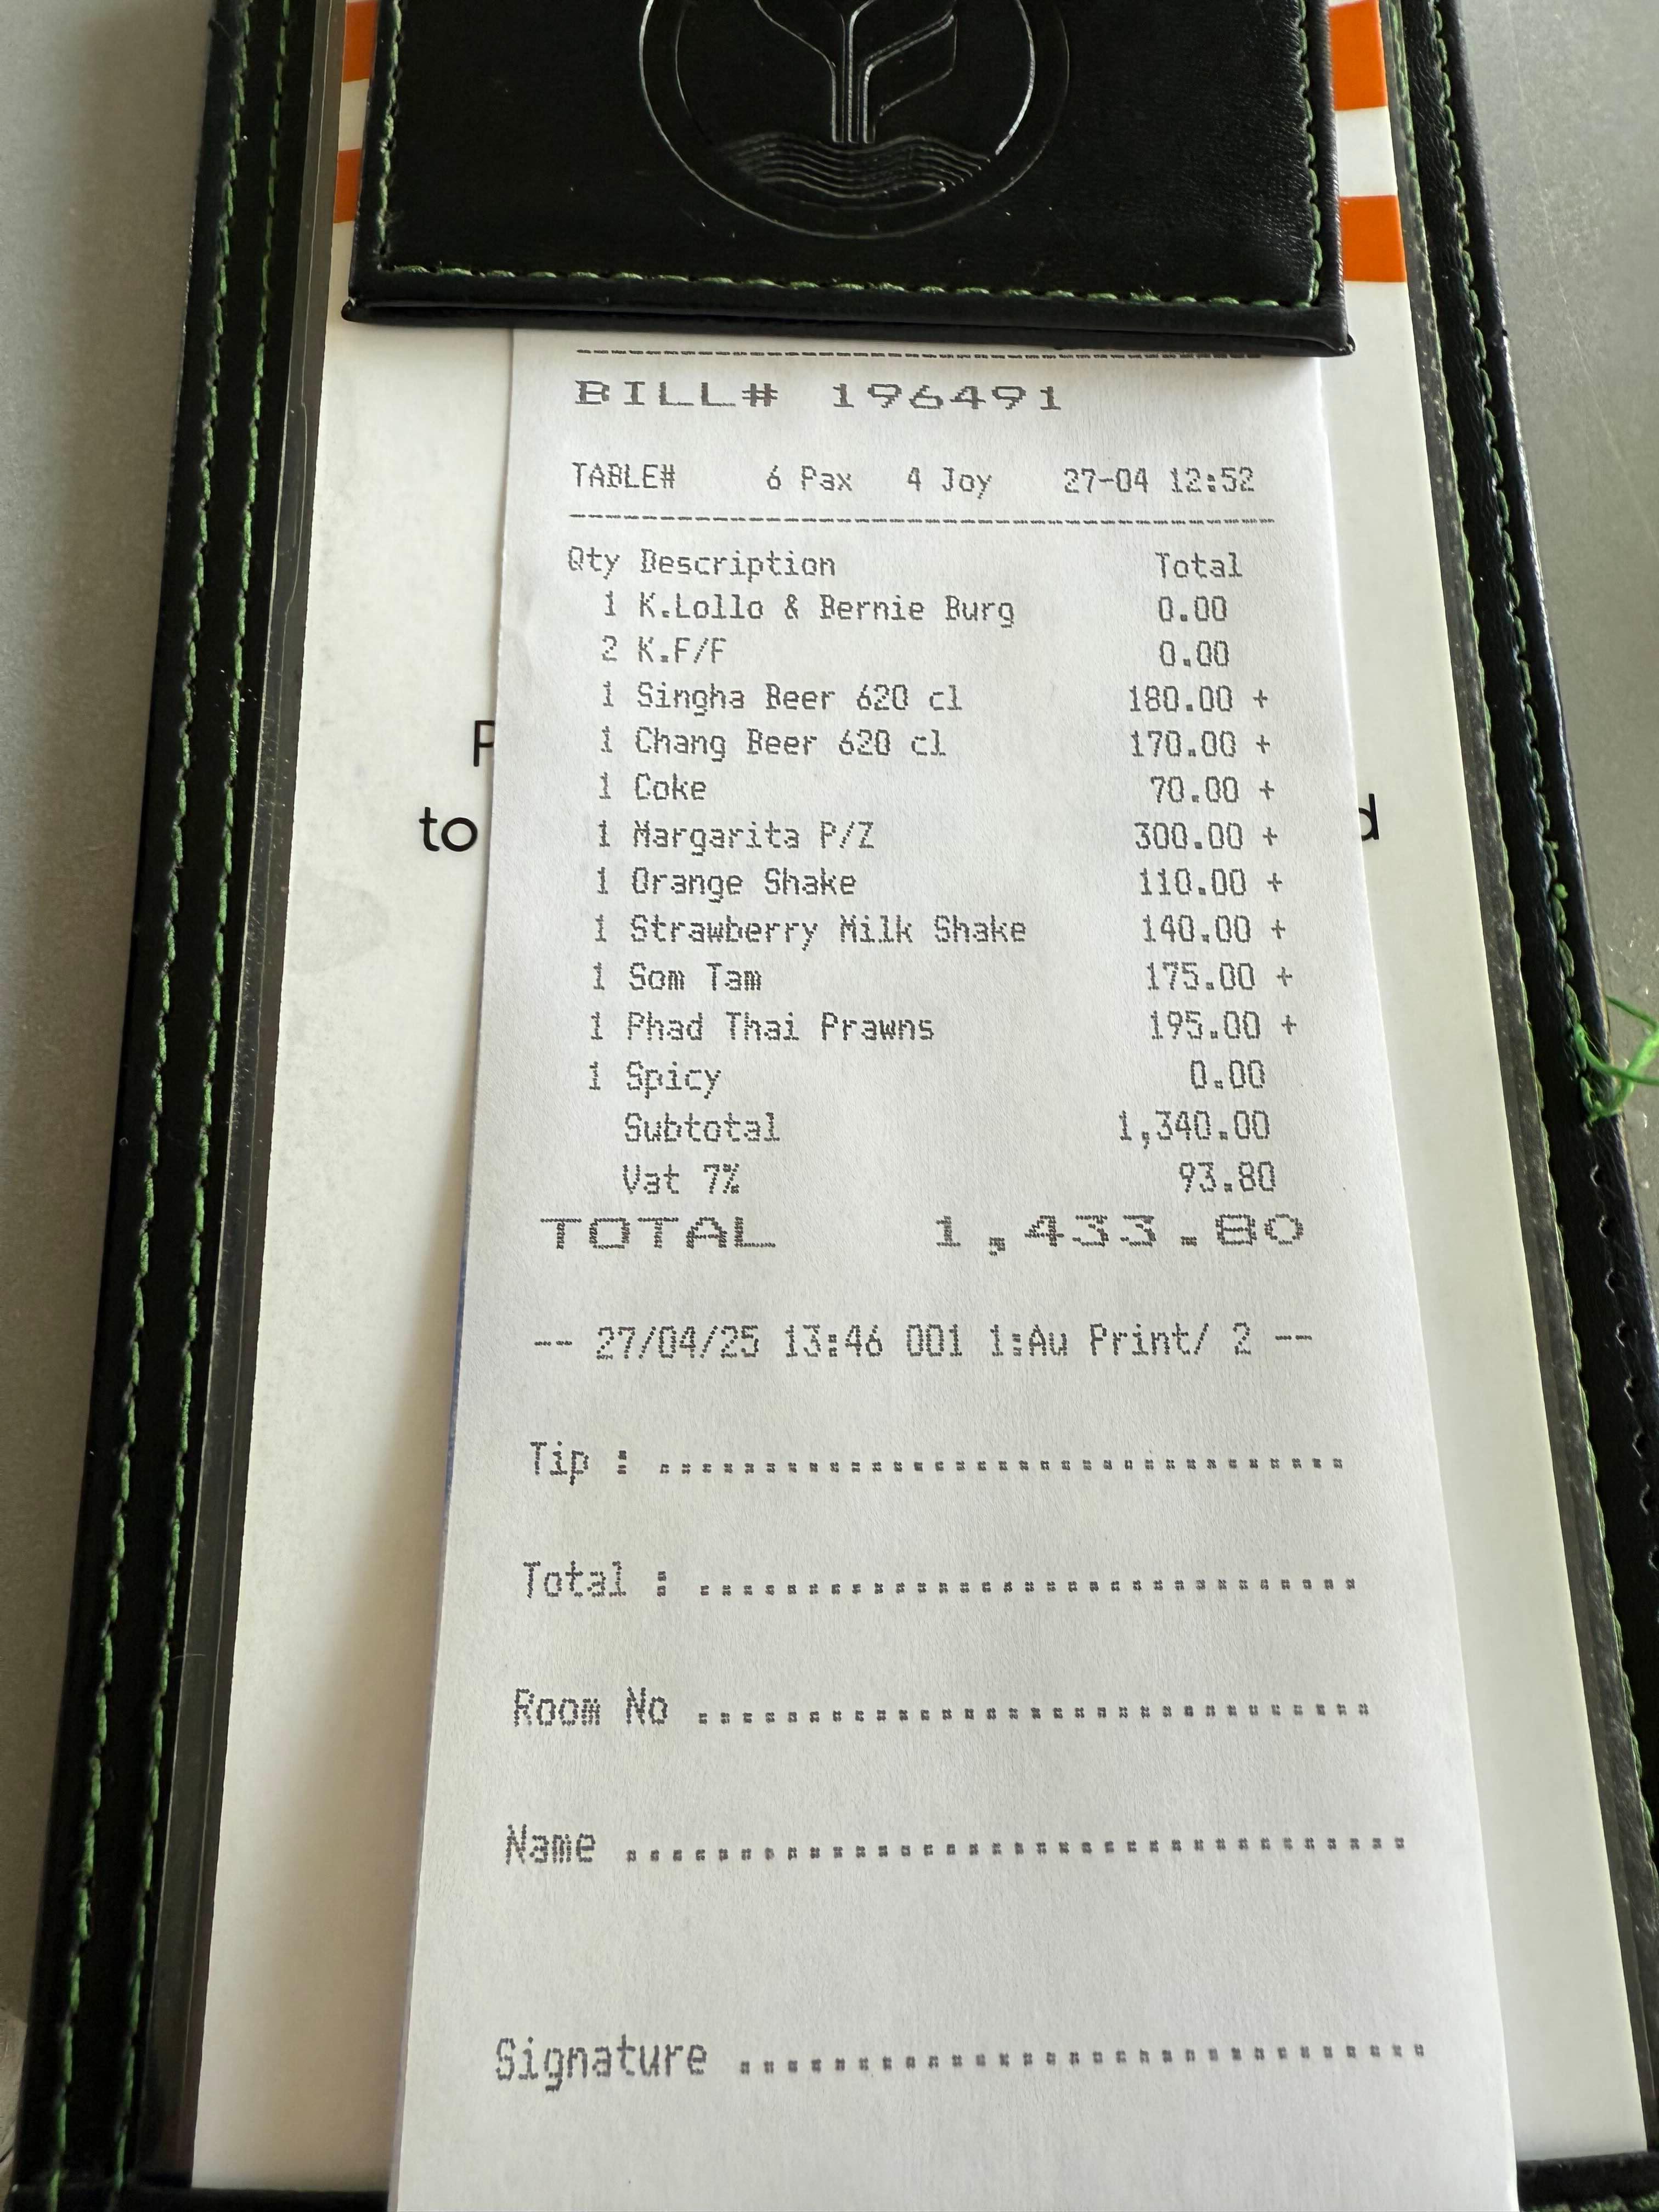 BILL# 196491
TABLE# 6 Pax 4 Joy 27-04 12:52
Qty Description Total
1 K.Lollo & Bernie Burg 0.00
2 K.F/F 0.00
1 Singha Beer 620 cl 180.00 +
1 Chang Beer 620 cl 170.00 +
1 Coke 70.00 +
1 Margarita P/Z 300.00 +
1 Orange Shake 110.00 +
1 Strawberry Milk Shake 140.00 +
1 Som Tam 175.00 +
1 Phad Thai Prawns 195.00 +
1 Spicy 0.00
Subtotal 1,340.00
Vat 7% 93.80
TOTAL 1,433.80
-- 27/04/25 13:46 001 1:Au Print/ 2 --
Tip : ................................
Total : ...............................
Room No ...............................
Name ..................................
Signature ............................
to